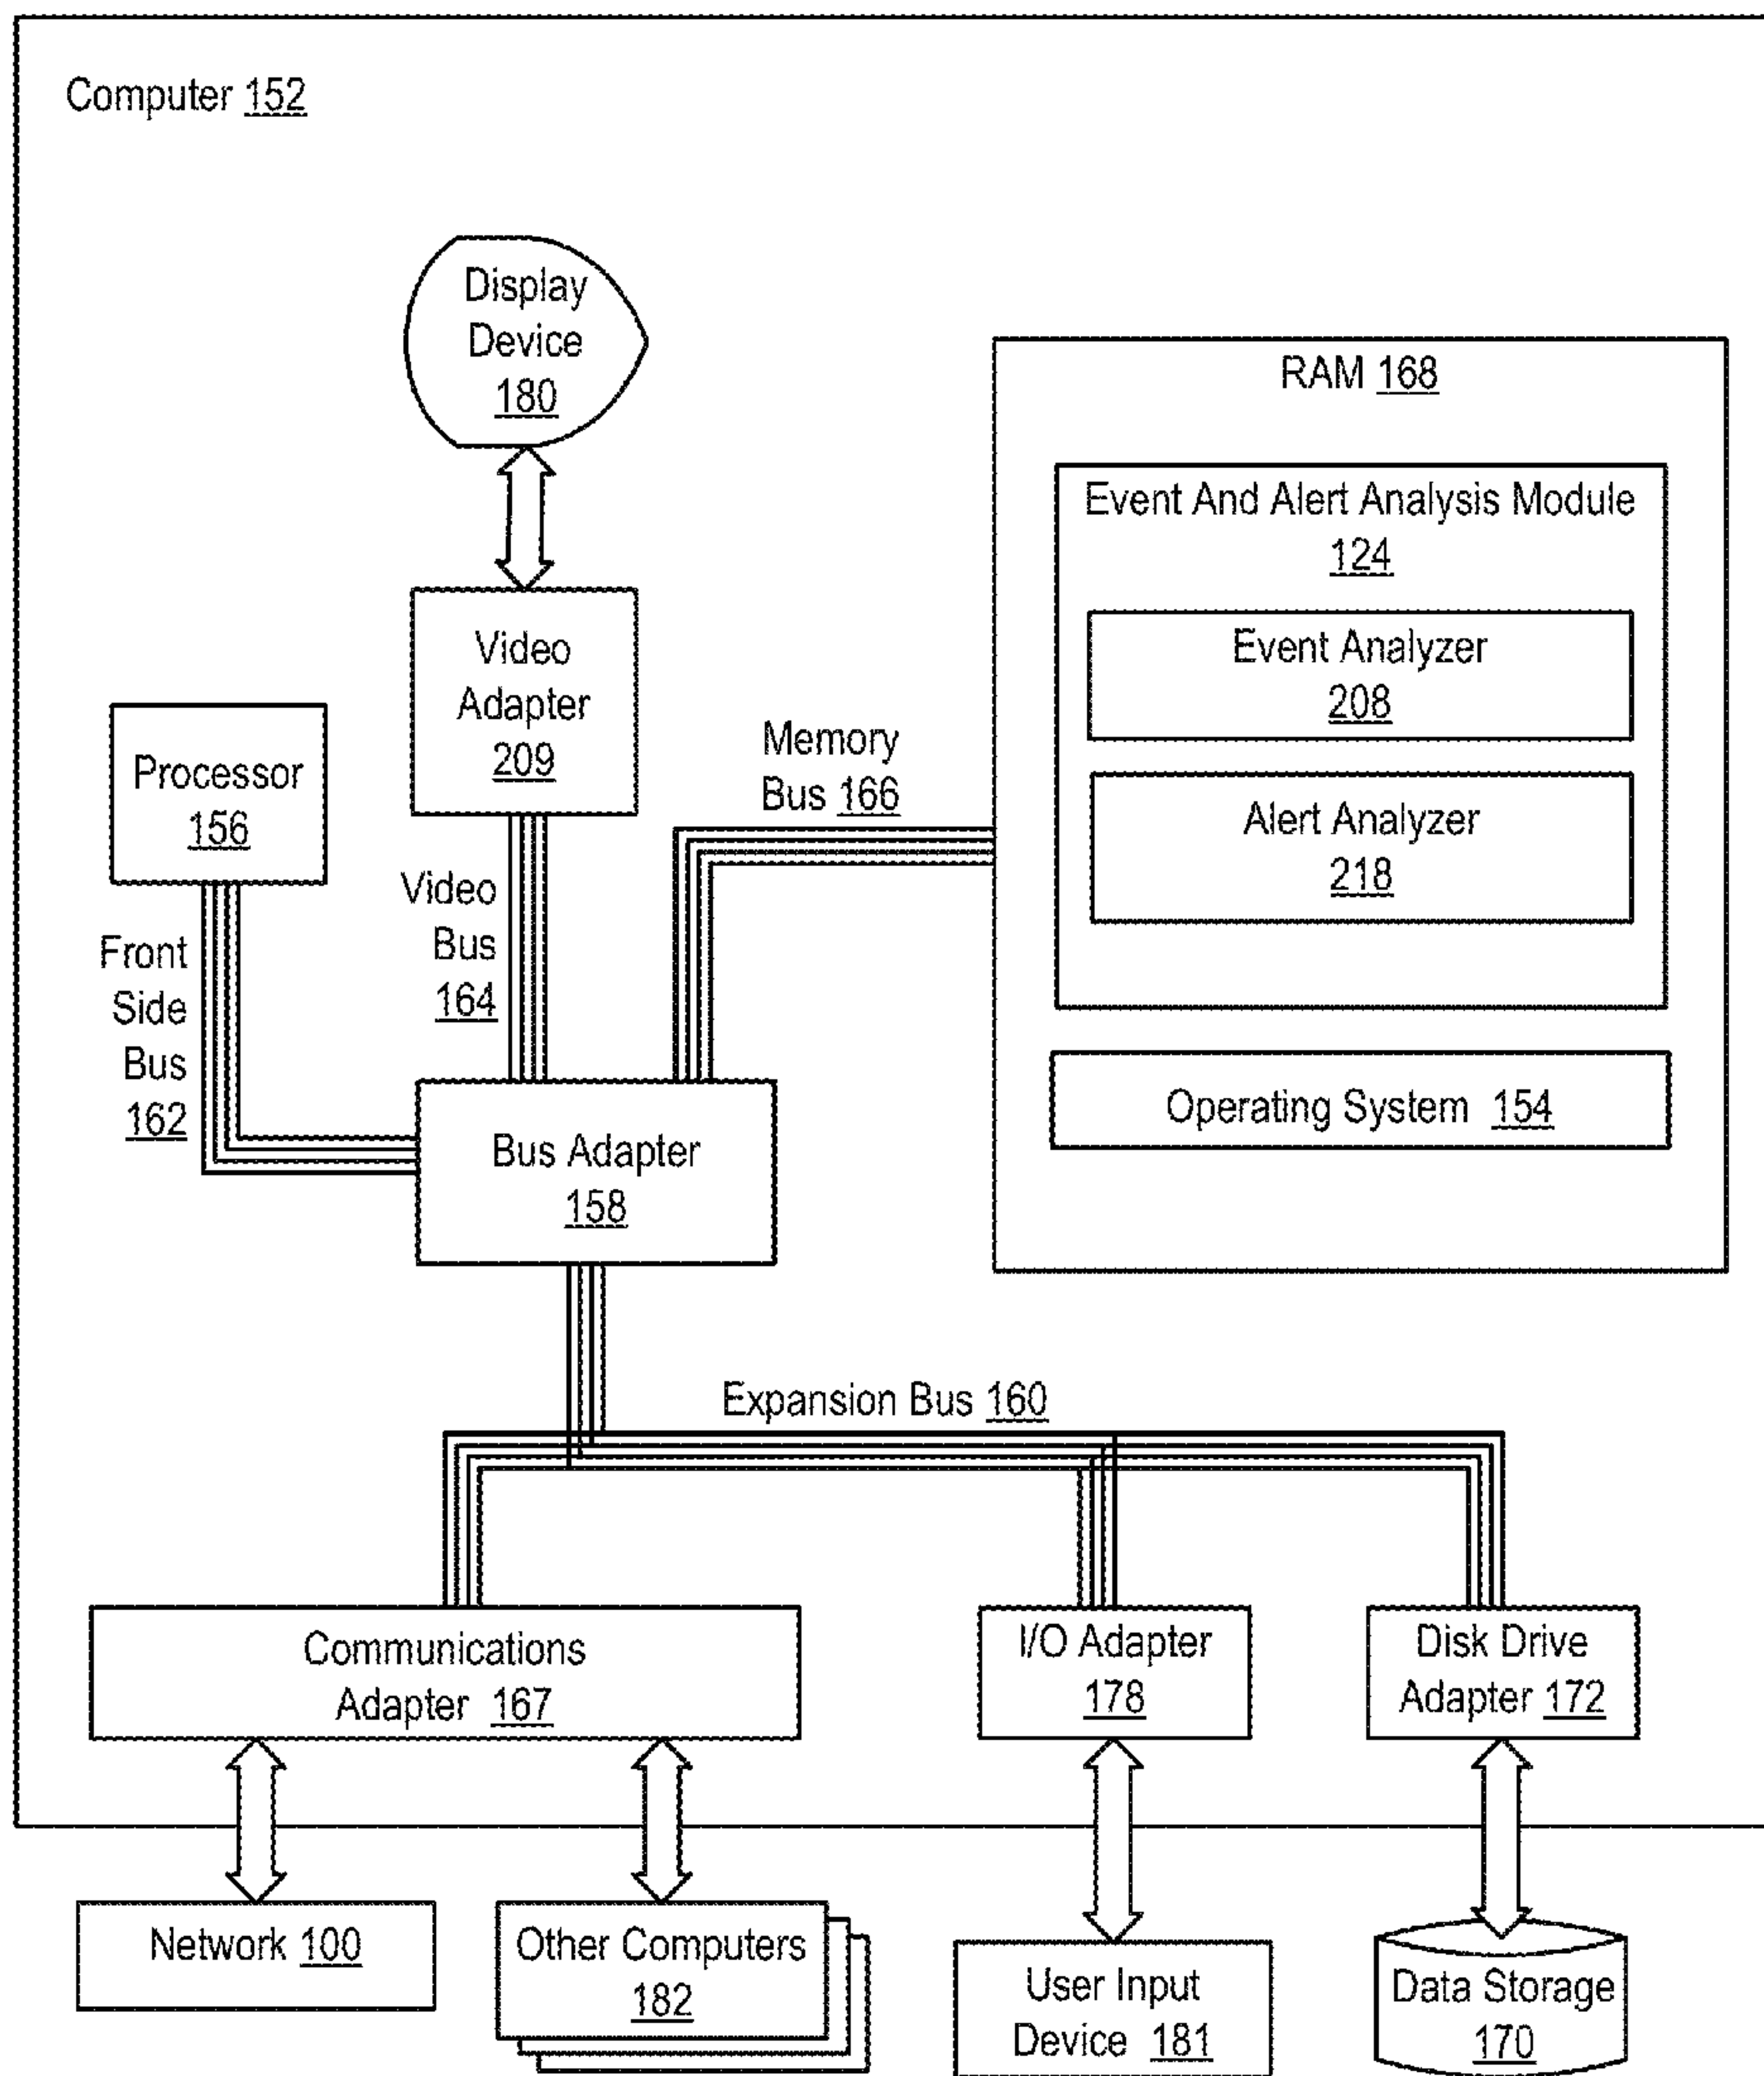 Computer 152
Display
Device
180
RAM 168
Event And Alert Analysis Module
124
Event Analyzer
208
Alert Analyzer
218
Operating System 154
Video
Adapter
209
Processor
156
Memory
Bus 166
Video
Bus
164
Front
Side
Bus
162
Bus Adapter
158
Expansion Bus 160
Communications
Adapter 167
I/O Adapter
178
Disk Drive
Adapter 172
Network 100
Other Computers
182
User Input
Device 181
Data Storage
170